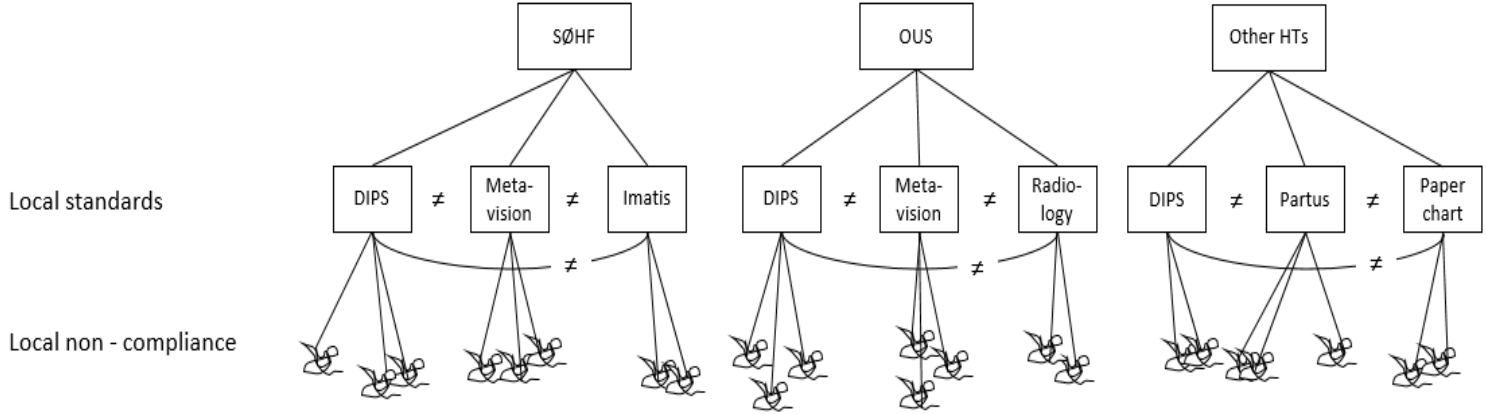 SØHF
OUS
Other HTs
Local standards
DIPS
≠
Meta-
vision
≠
Imatis
DIPS
≠
Meta-
vision
≠
Radio-
logy
DIPS
≠
Partus
≠
Paper
chart
≠
≠
≠
Local non - compliance